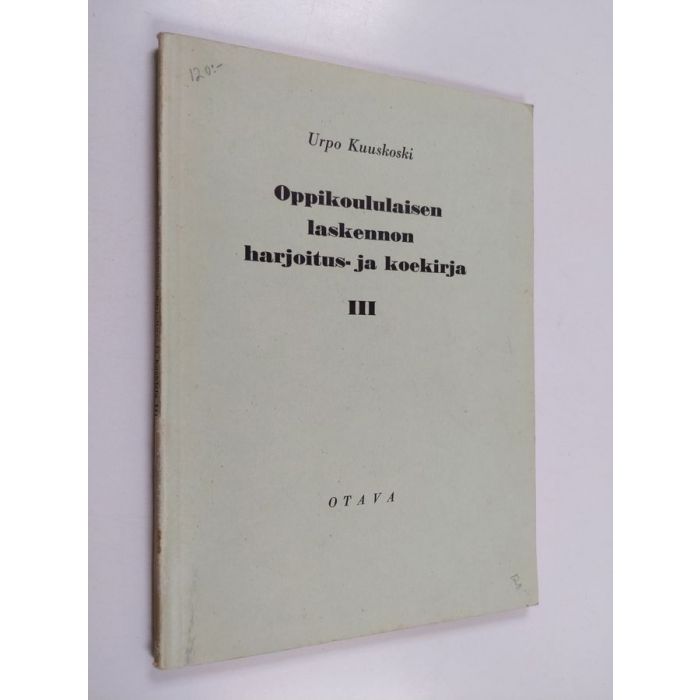 120:-
Urpo Kuuskoski
Oppikoululaisen
laskennon
harjoitus- ja koekirja
III
OTAVA